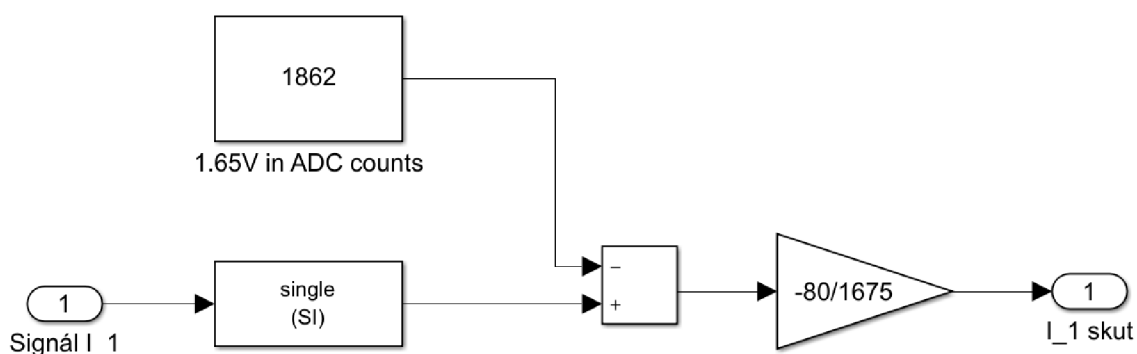 1862
1.65V in ADC counts
single
(SI)
−
+
-80/1675
1
Signál I_1
1
I_1 skut